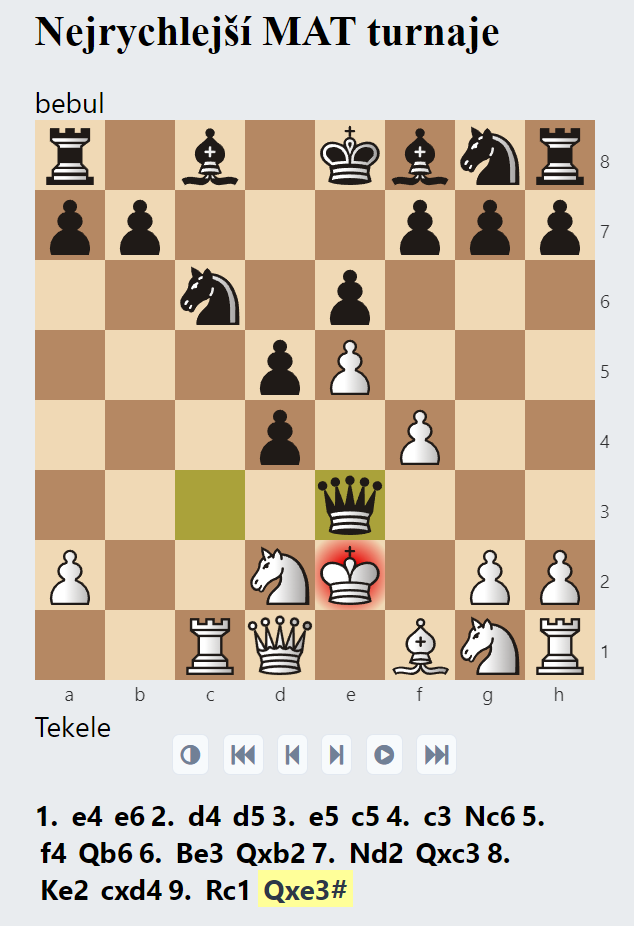 Nejrychlejší MAT turnaje
bebul
8
7
6
5
4
3
2
1
a b c d e f g h
Tekele
1. e4 e6 2. d4 d5 3. e5 c5 4. c3 Nc6 5.
f4 Qb6 6. Be3 Qxb2 7. Nd2 Qxc3 8.
Ke2 cxd4 9. Rc1 Qxe3#